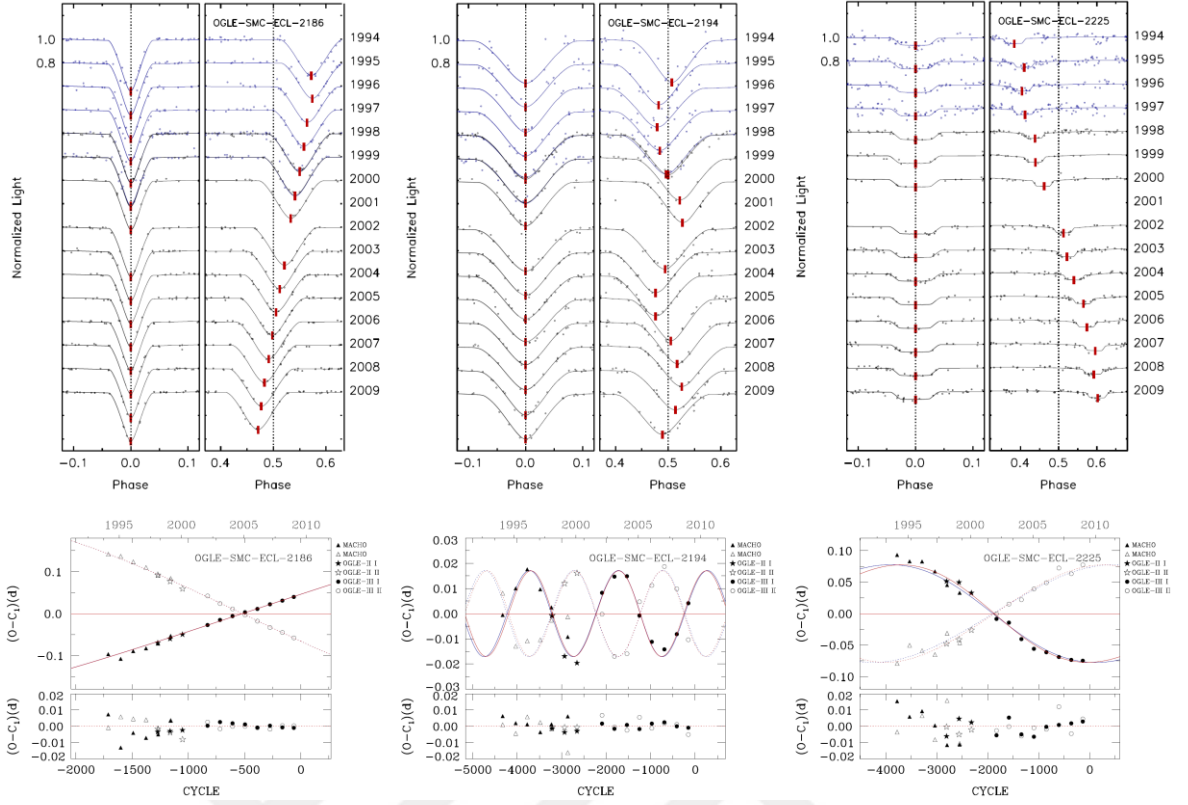 OGLE-SMC-ECL-2186
1.0
0.8
Normalized Light
1994
1995
1996
1997
1998
1999
2000
2001
2002
2003
2004
2005
2006
2007
2008
2009
-0.1 0.0 0.1 0.4 0.5 0.6
Phase Phase
OGLE-SMC-ECL-2194
Normalized Light
1994
1995
1996
1997
1998
1999
2000
2001
2002
2003
2004
2005
2006
2007
2008
2009
-0.1 0.0 0.1 0.4 0.5 0.6
Phase Phase
OGLE-SMC-ECL-2225
1.0
0.8
Normalized Light
1994
1995
1996
1997
1998
1999
2000
2001
2002
2003
2004
2005
2006
2007
2008
2009
-0.1 0.0 0.1 0.4 0.5 0.6
Phase Phase
1995 2000 2005 2010
OGLE-SMC-ECL-2186
MACHO
MACHO
OGLE-II I
OGLE-II II
OGLE-III I
OGLE-III II
(O-C₁)(d)
0.1
0.0
-0.1
(O-C₁)(d)
0.02
0.01
0.00
-0.01
-0.02
-2000 -1500 -1000 -500 0
CYCLE
1995 2000 2005 2010
OGLE-SMC-ECL-2194
MACHO
MACHO
OGLE-II I
OGLE-II II
OGLE-III I
OGLE-III II
(O-C₁)(d)
0.03
0.02
0.01
0.00
-0.01
-0.02
-0.03
(O-C₁)(d)
0.02
0.01
0.00
-0.01
-0.02
-5000 -4000 -3000 -2000 -1000 0
CYCLE
1995 2000 2005 2010
OGLE-SMC-ECL-2225
MACHO
MACHO
OGLE-II I
OGLE-II II
OGLE-III I
OGLE-III II
(O-C₁)(d)
0.10
0.05
0.00
-0.05
-0.10
(O-C₁)(d)
0.02
0.01
0.00
-0.01
-0.02
-4000 -3000 -2000 -1000 0
CYCLE